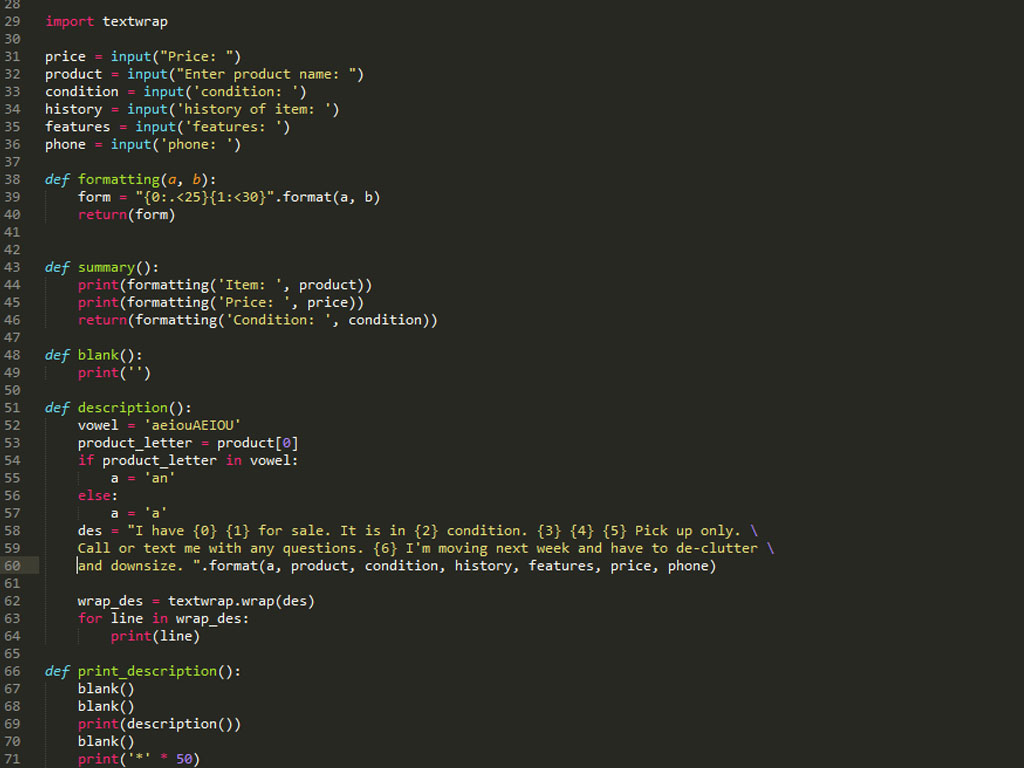 28
29 import textwrap
30
31 price = input("Price: ")
32 product = input("Enter product name: ")
33 condition = input('condition: ')
34 history = input('history of item: ')
35 features = input('features: ')
36 phone = input('phone: ')
37
38 def formatting(a, b):
39     form = "{0:.<25}{1:<30}".format(a, b)
40     return(form)
41
42
43 def summary():
44     print(formatting('Item: ', product))
45     print(formatting('Price: ', price))
46     return(formatting('Condition: ', condition))
47
48 def blank():
49     print('')
50
51 def description():
52     vowel = 'aeiouAEIOU'
53     product_letter = product[0]
54     if product_letter in vowel:
55         a = 'an'
56     else:
57         a = 'a'
58     des = "I have {0} {1} for sale. It is in {2} condition. {3} {4} {5} Pick up only. \
59     Call or text me with any questions. {6} I'm moving next week and have to de-clutter \
60     and downsize. ".format(a, product, condition, history, features, price, phone)
61
62     wrap_des = textwrap.wrap(des)
63     for line in wrap_des:
64         print(line)
65
66 def print_description():
67     blank()
68     blank()
69     print(description())
70     blank()
71     print('*' * 50)